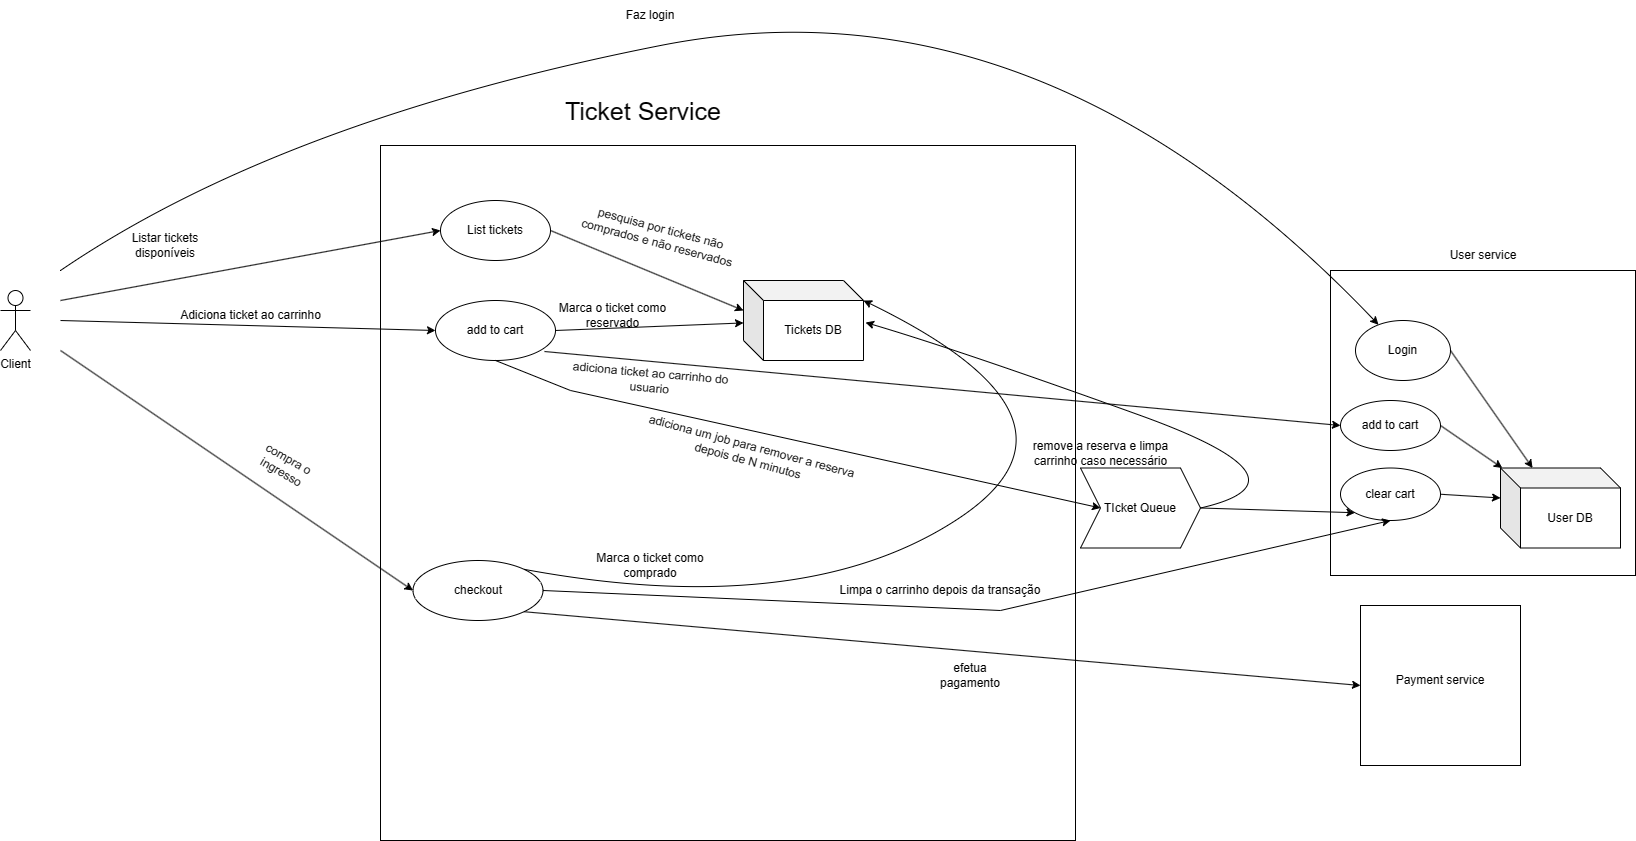 Faz login
Ticket Service
List tickets
pesquisa por tickets não
comprados e não reservados
Listar tickets
disponíveis
User service
Adiciona ticket ao carrinho
add to cart
Marca o ticket como
reservado
Tickets DB
Client
Login
adiciona ticket ao carrinho do
usuario
add to cart
adiciona um job para remover a reserva
depois de N minutos
remove a reserva e limpa
carrinho caso necessário
compra o
ingresso
clear cart
TIcket Queue
User DB
Marca o ticket como
comprado
checkout
Limpa o carrinho depois da transação
efetua
pagamento
Payment service